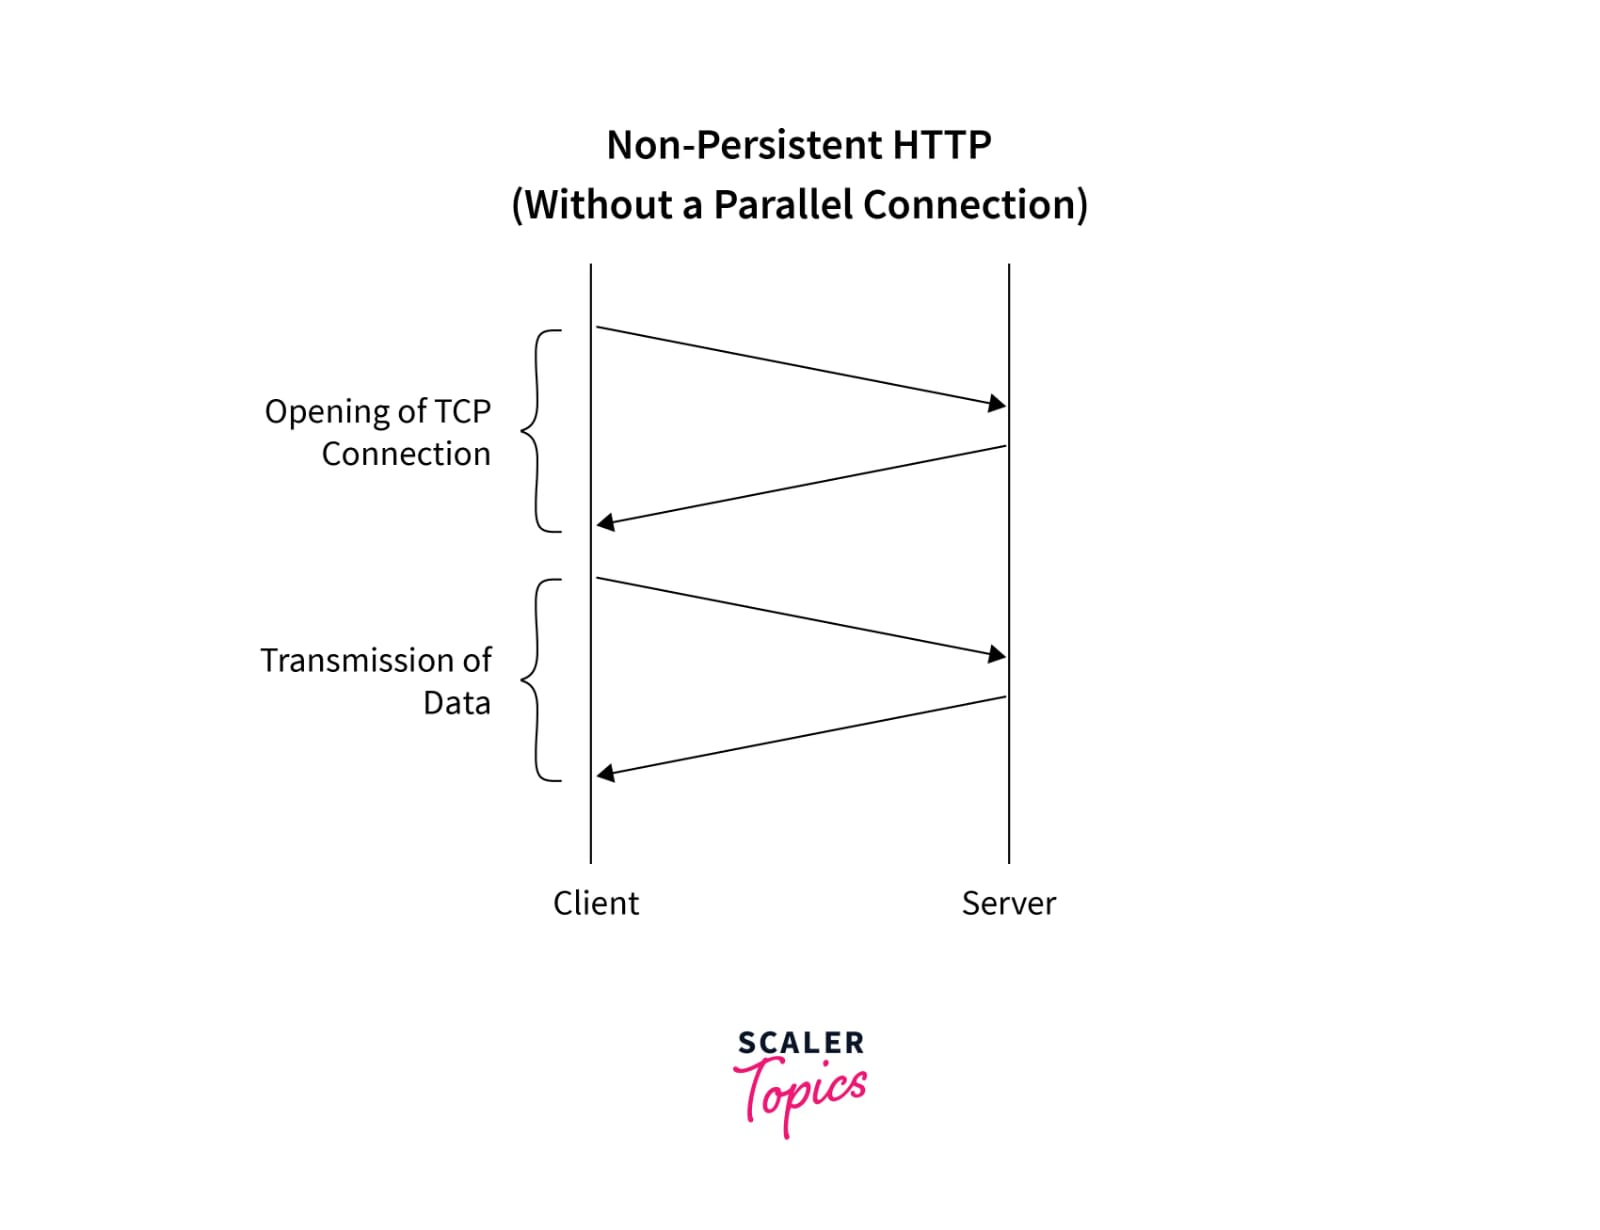 Non-Persistent HTTP
(Without a Parallel Connection)
Opening of TCP
Connection
Transmission of
Data
Client
Server
SCALER
Topics